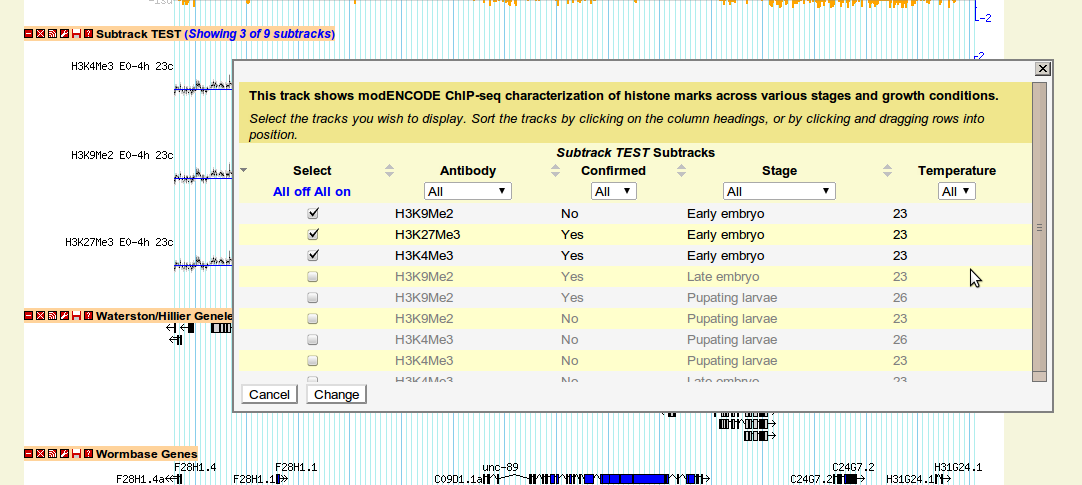 -1sd
-2
Subtrack TEST (Showing 3 of 9 subtracks)
2
H3K4Me3 E0-4h 23c
This track shows modENCODE ChIP-seq characterization of histone marks across various stages and growth conditions.
Select the tracks you wish to display. Sort the tracks by clicking on the column headings, or by clicking and dragging rows into
position.
H3K9Me2 E0-4h 23c
Subtrack TEST Subtracks
Select Antibody Confirmed Stage Temperature
All off All on All All All All
H3K9Me2 No Early embryo 23
H3K27Me3 Yes Early embryo 23
H3K27Me3 E0-4h 23c
H3K4Me3 Yes Early embryo 23
H3K9Me2 Yes Late embryo 23
H3K9Me2 Yes Pupating larvae 26
Waterston/Hillier Genele
H3K9Me2 No Pupating larvae 23
H3K4Me3 No Pupating larvae 26
H3K4Me3 No Pupating larvae 23
H3K4Me3 No Late embryo 23
Cancel Change
Wormbase Genes
F28H1.4 F28H1.1 unc-89 C24G7.2 H31G24.1
F28H1.4a F28H1.1 C09D1.1a C24G7.2 H31G24.1